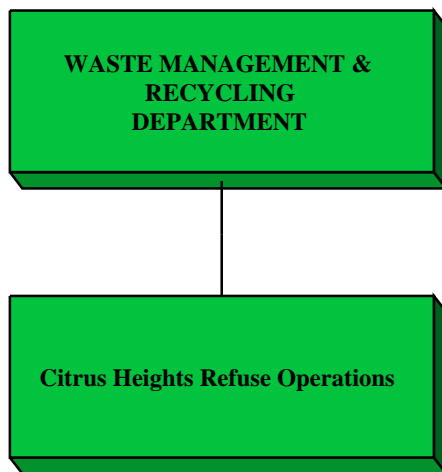 WASTE MANAGEMENT &
RECYCLING
DEPARTMENT
Citrus Heights Refuse Operations